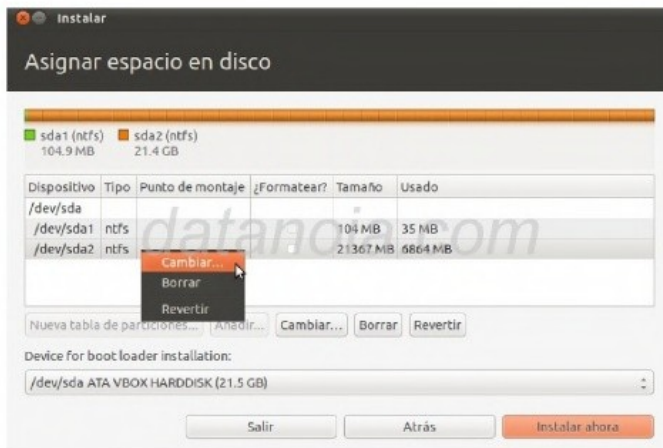 Instalar
Asignar espacio en disco
sda1 (ntfs) sda2 (ntfs)
104.9 MB 21.4 GB
Dispositivo Tipo Punto de montaje ¿Formatear? Tamaño Usado
/dev/sda
/dev/sda1 ntfs 104 MB 35 MB
/dev/sda2 ntfs 21367 MB 6864 MB
datanoia.com
Cambiar...
Borrar
Revertir
Nueva tabla de particiones... Añadir... Cambiar... Borrar Revertir
Device for boot loader installation:
/dev/sda ATA VBOX HARDDISK (21.5 GB)
Salir Atrás Instalar ahora